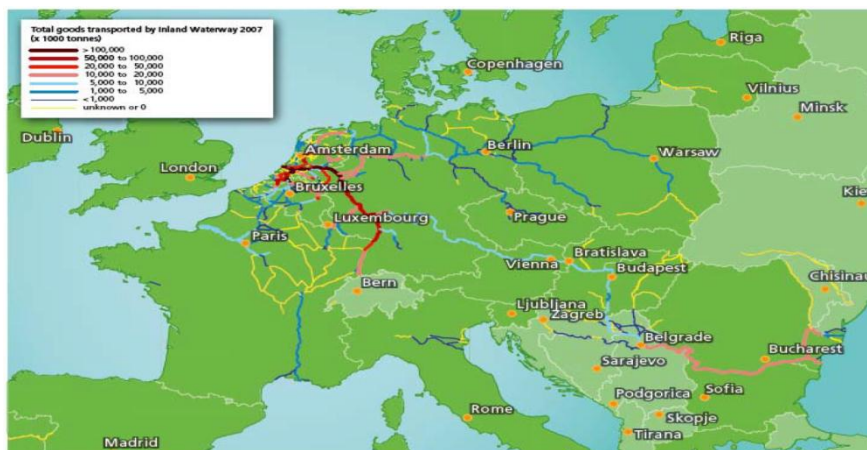 Total goods transported by Inland Waterway 2007
(x 1000 tonnes)
> 100,000
50,000 to 100,000
20,000 to 50,000
10,000 to 20,000
5,000 to 10,000
1,000 to 5,000
< 1,000
unknown or 0
Riga
Copenhagen
Vilnius
Minsk
Dublin
Amsterdam
Berlin
Warsaw
London
Bruxelles
Kie
Luxembourg
Prague
Paris
Bratislava
Vienna
Budapest
Bern
Chisinau
Ljubljana
Zagreb
Belgrade
Bucharest
Sarajevo
Podgorica
Sofia
Rome
Skopje
Tirana
Madrid